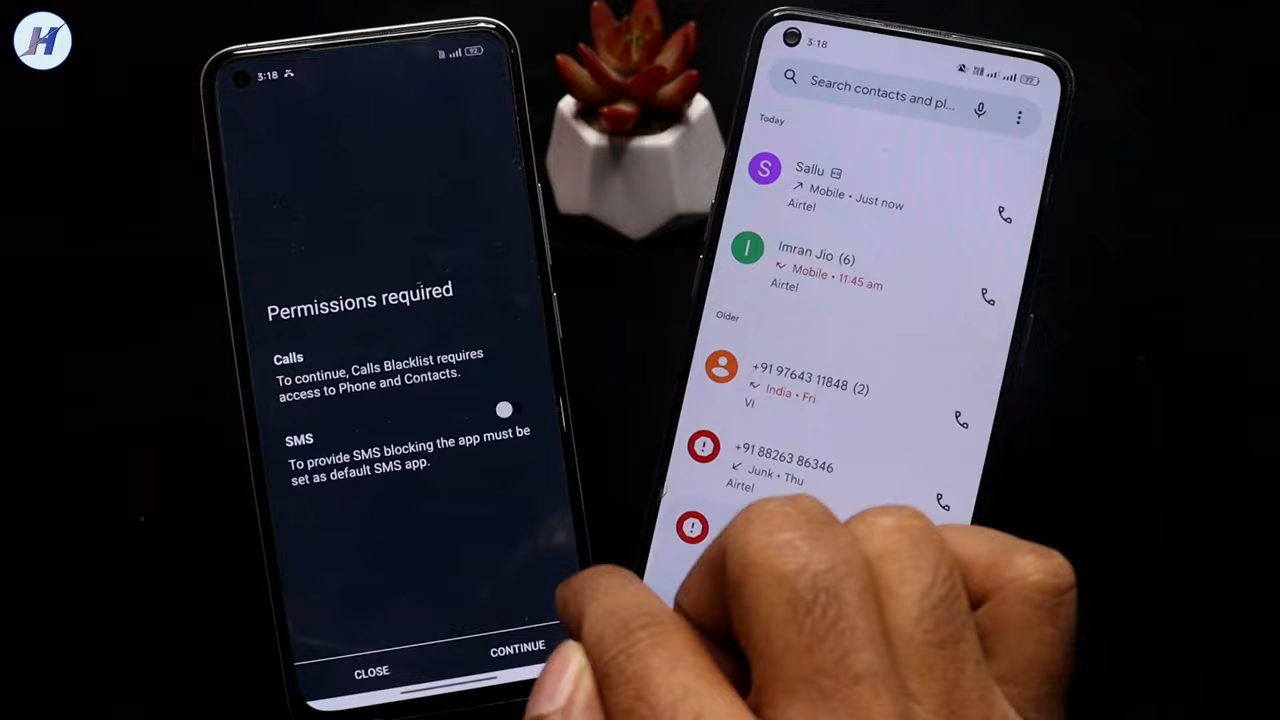 H
3:18
92
Permissions required
Calls
To continue, Calls Blacklist requires
access to Phone and Contacts.
SMS
To provide SMS blocking the app must be
set as default SMS app.
CLOSE
CONTINUE
3:18
Search contacts and pl...
Today
S
Sallu
Mobile • Just now
Airtel
I
Imran Jio (6)
Mobile • 11:45 am
Airtel
Older
+91 97643 11848 (2)
India • Fri
VI
+91 88263 86346
Junk • Thu
Airtel